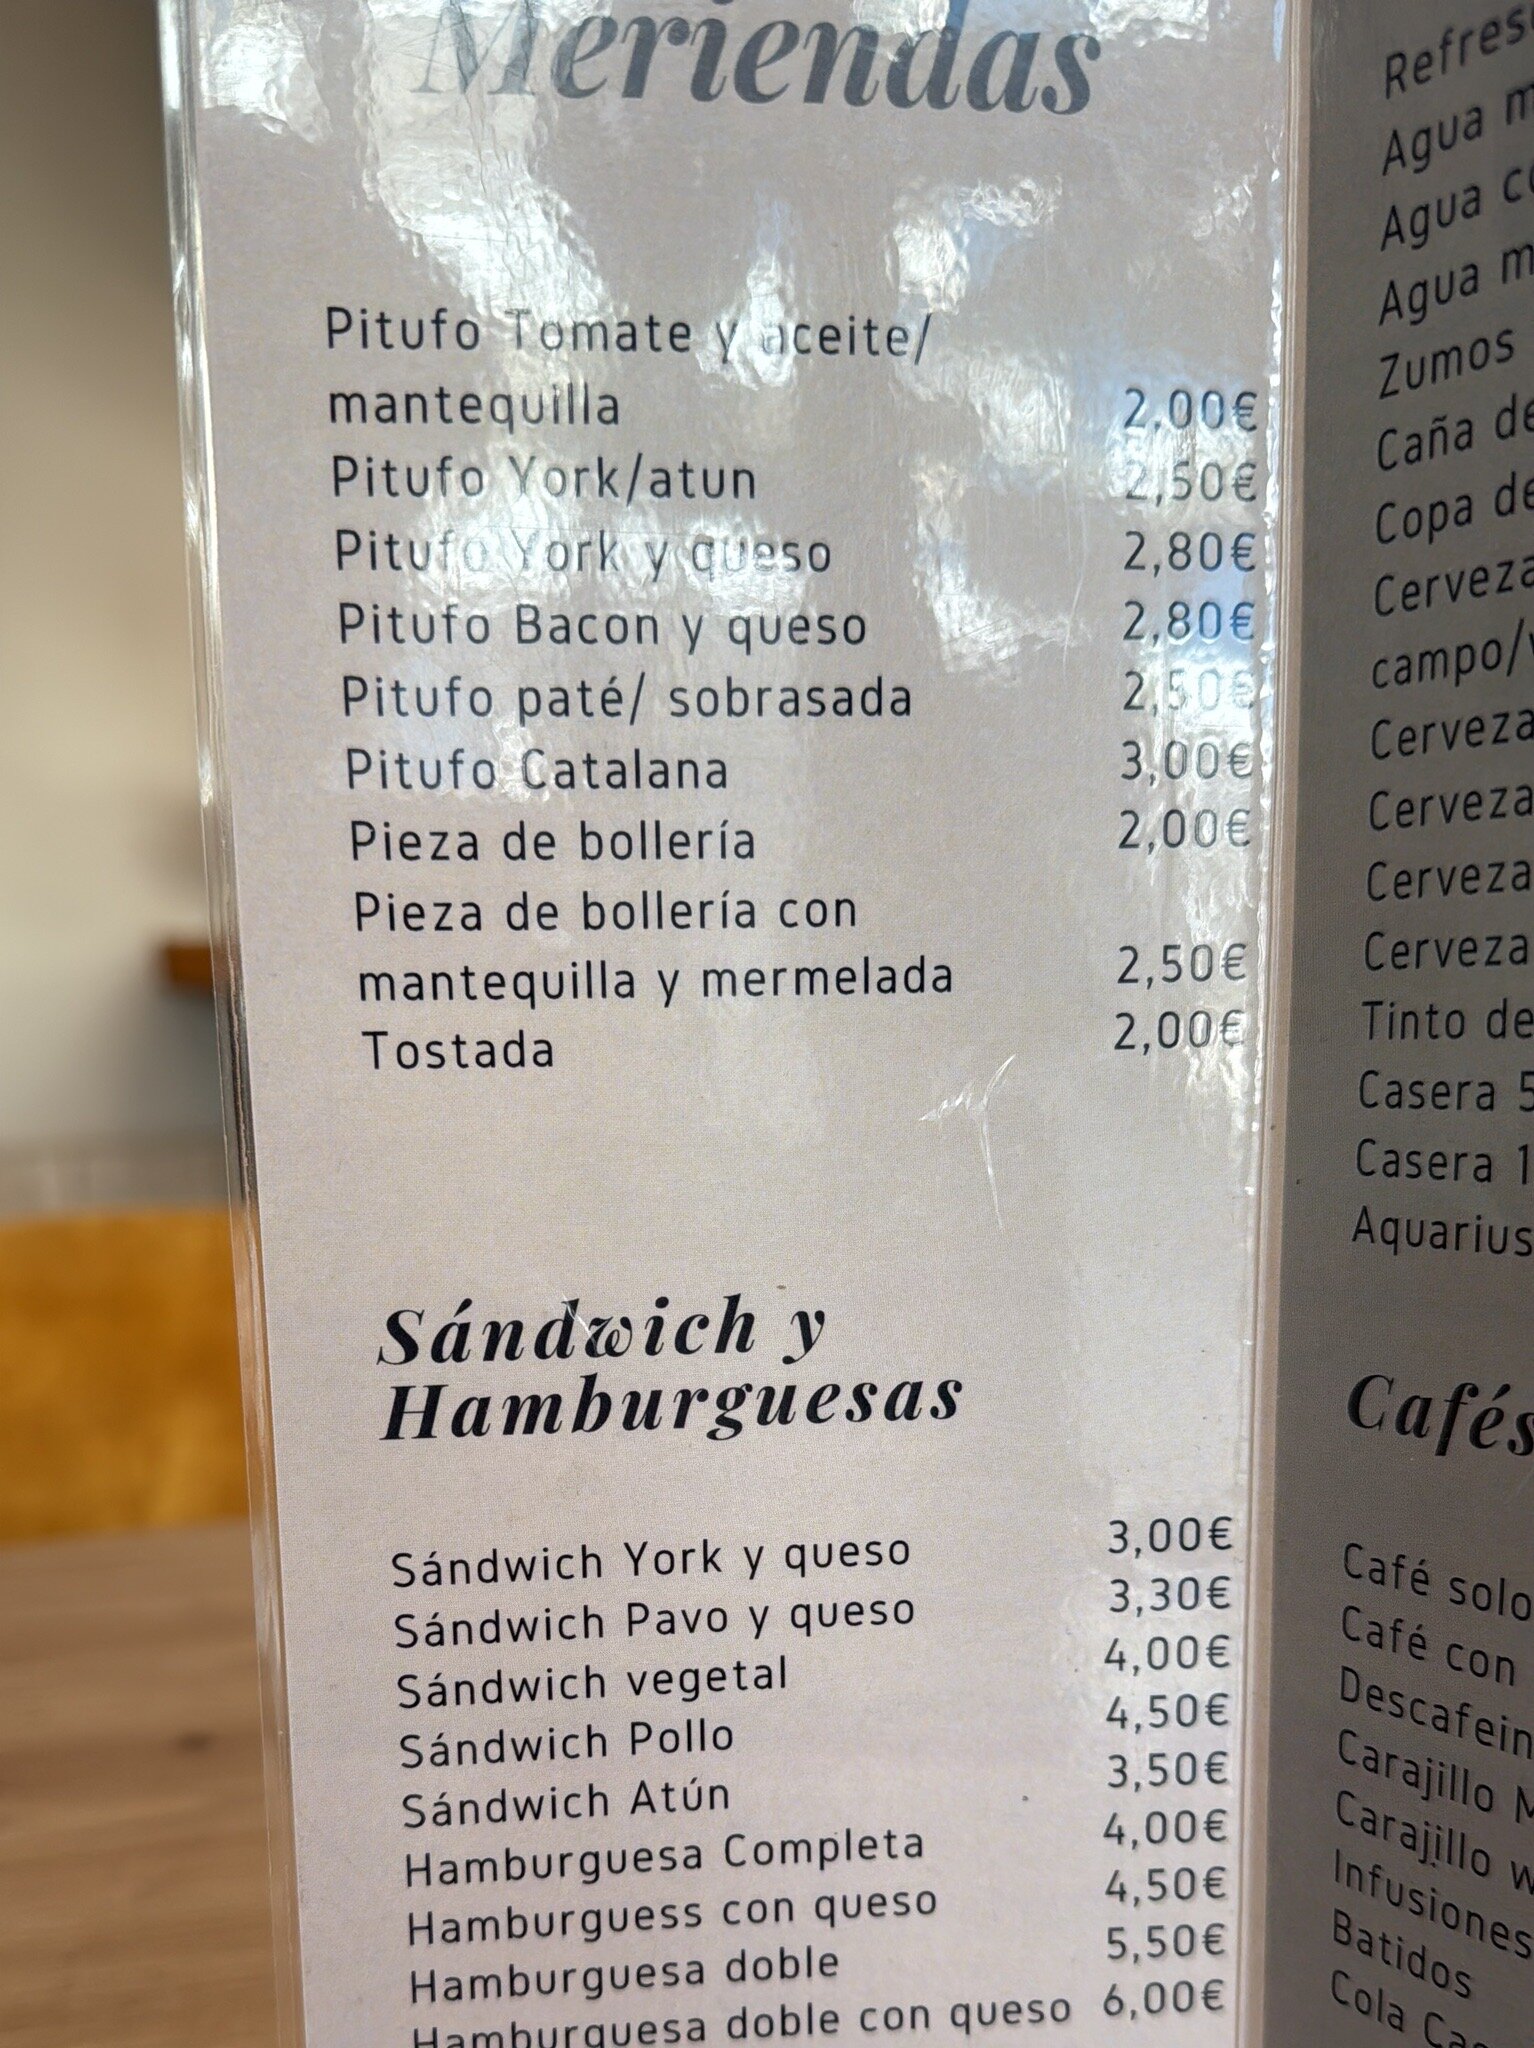 Meriendas
Pitufo Tomate y aceite/
mantequilla 2,00€
Pitufo York/atun 2,50€
Pitufo York y queso 2,80€
Pitufo Bacon y queso 2,80€
Pitufo paté/ sobrasada 2,50€
Pitufo Catalana 3,00€
Pieza de bollería 2,00€
Pieza de bollería con
mantequilla y mermelada 2,50€
Tostada 2,00€
Sándwich y
Hamburguesas
Sándwich York y queso 3,00€
Sándwich Pavo y queso 3,30€
Sándwich vegetal 4,00€
Sándwich Pollo 4,50€
Sándwich Atún 3,50€
Hamburguesa Completa 4,00€
Hamburguess con queso 4,50€
Hamburguesa doble 5,50€
Hamburguesa doble con queso 6,00€
Agua
Agua
Agua
Zumos
Caña
Copa
Cerveza
campo/
Cerveza
Cerveza
Cerveza
Cerveza
Tinto de
Casera
Casera
Aquarius
Cafés
Café solo
Café con
Carajillo
Carajillo
Infusiones
Batidos
Cola